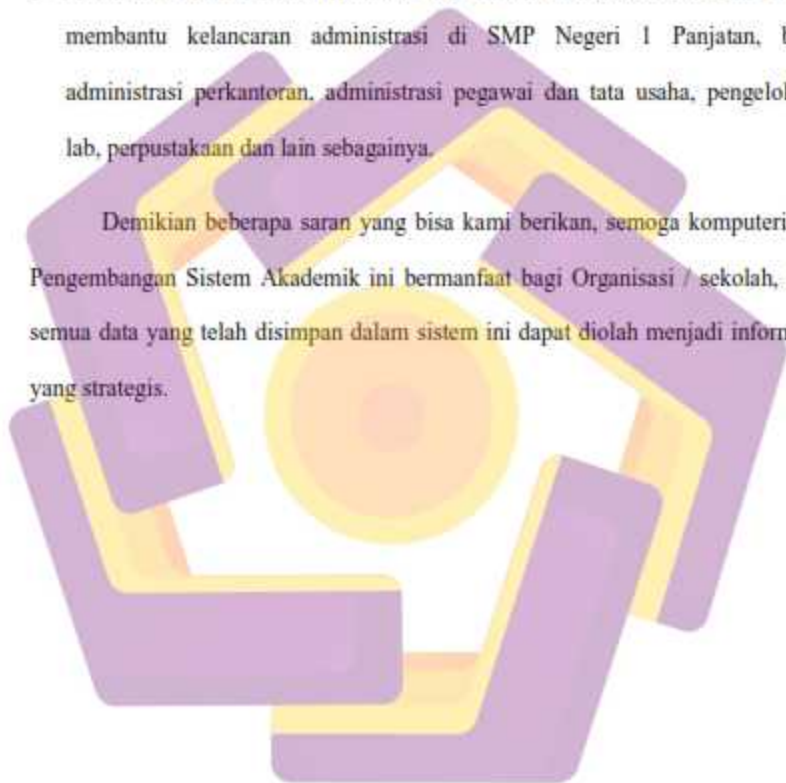 membantu kelancaran administrasi di SMP Negeri 1 Panjatan, b
administrasi perkantoran, administrasi pegawai dan tata usaha, pengelol
lab, perpustakaan dan lain sebagainya.
Demikian beberapa saran yang bisa kami berikan, semoga komputeri
Pengembangan Sistem Akademik ini bermanfaat bagi Organisasi / sekolah,
semua data yang telah disimpan dalam sistem ini dapat diolah menjadi inform
yang strategis.